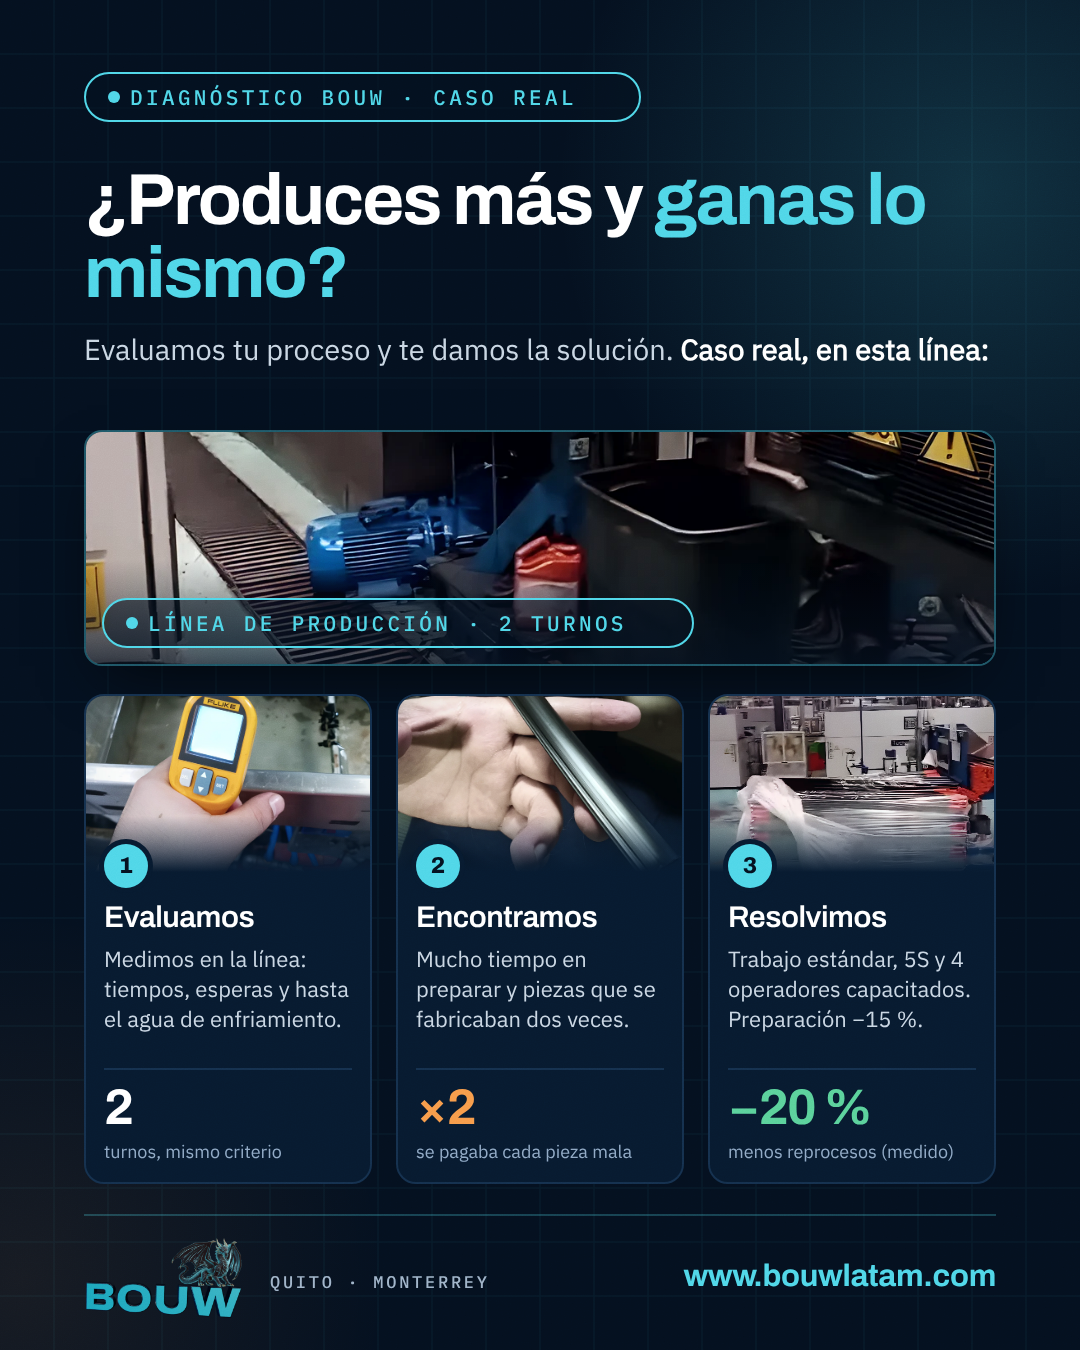 DIAGNÓSTICO BOUW · CASO REAL
¿Produces más y ganas lo
mismo?
Evaluamos tu proceso y te damos la solución. Caso real, en esta línea:
LÍNEA DE PRODUCCIÓN · 2 TURNOS
FLUKE
1
Evaluamos
Medimos en la línea:
tiempos, esperas y hasta
el agua de enfriamiento.
2
turnos, mismo criterio
2
Encontramos
Mucho tiempo en
preparar y piezas que se
fabricaban dos veces.
×2
se pagaba cada pieza mala
3
Resolvimos
Trabajo estándar, 5S y 4
operadores capacitados.
Preparación −15 %.
−20 %
menos reprocesos (medido)
BOUW
QUITO · MONTERREY
www.bouwlatam.com